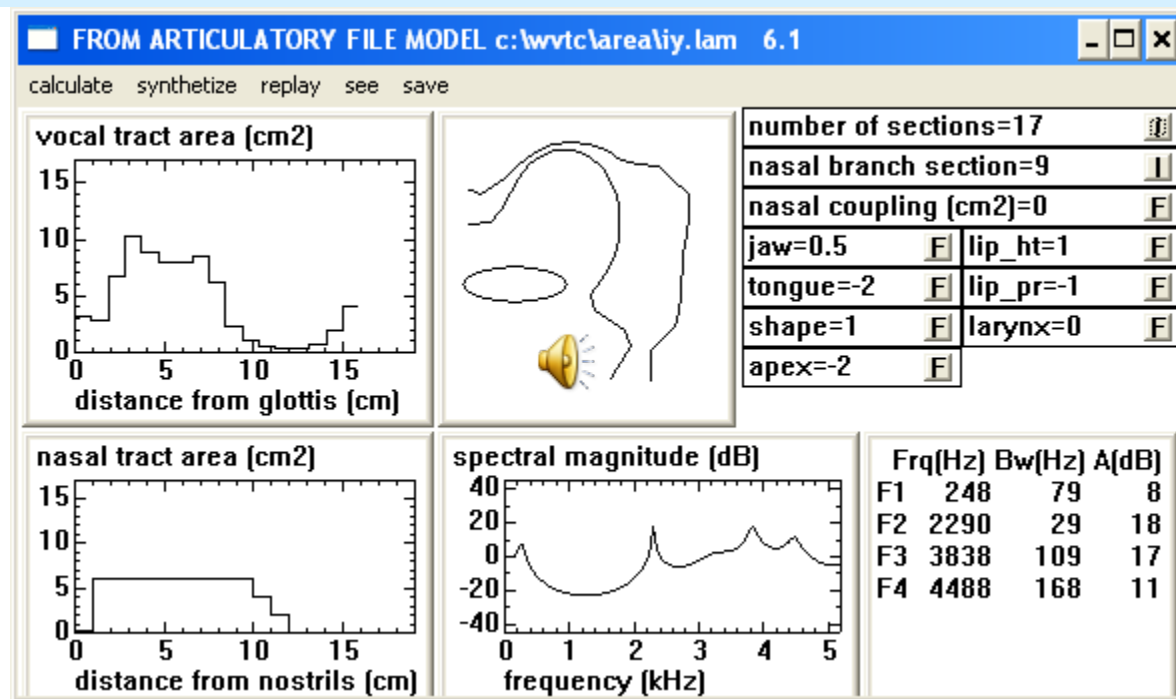 FROM ARTICULATORY FILE MODEL c:\wvtc\area\iy.lam 6.1
calculate synthetize replay see save
vocal tract area (cm2)
15
10
5
0
0 5 10 15
distance from glottis (cm)
number of sections=17
nasal branch section=9 I
nasal coupling (cm2)=0 F
jaw=0.5 F lip_ht=1 F
tongue=-2 F lip_pr=-1 F
shape=1 F larynx=0 F
apex=-2 F
nasal tract area (cm2)
15
10
5
0
0 5 10 15
distance from nostrils (cm)
spectral magnitude (dB)
40
20
0
-20
-40
0 1 2 3 4 5
frequency (kHz)
Frq(Hz) Bw(Hz) A(dB)
F1 248 79 8
F2 2290 29 18
F3 3838 109 17
F4 4488 168 11